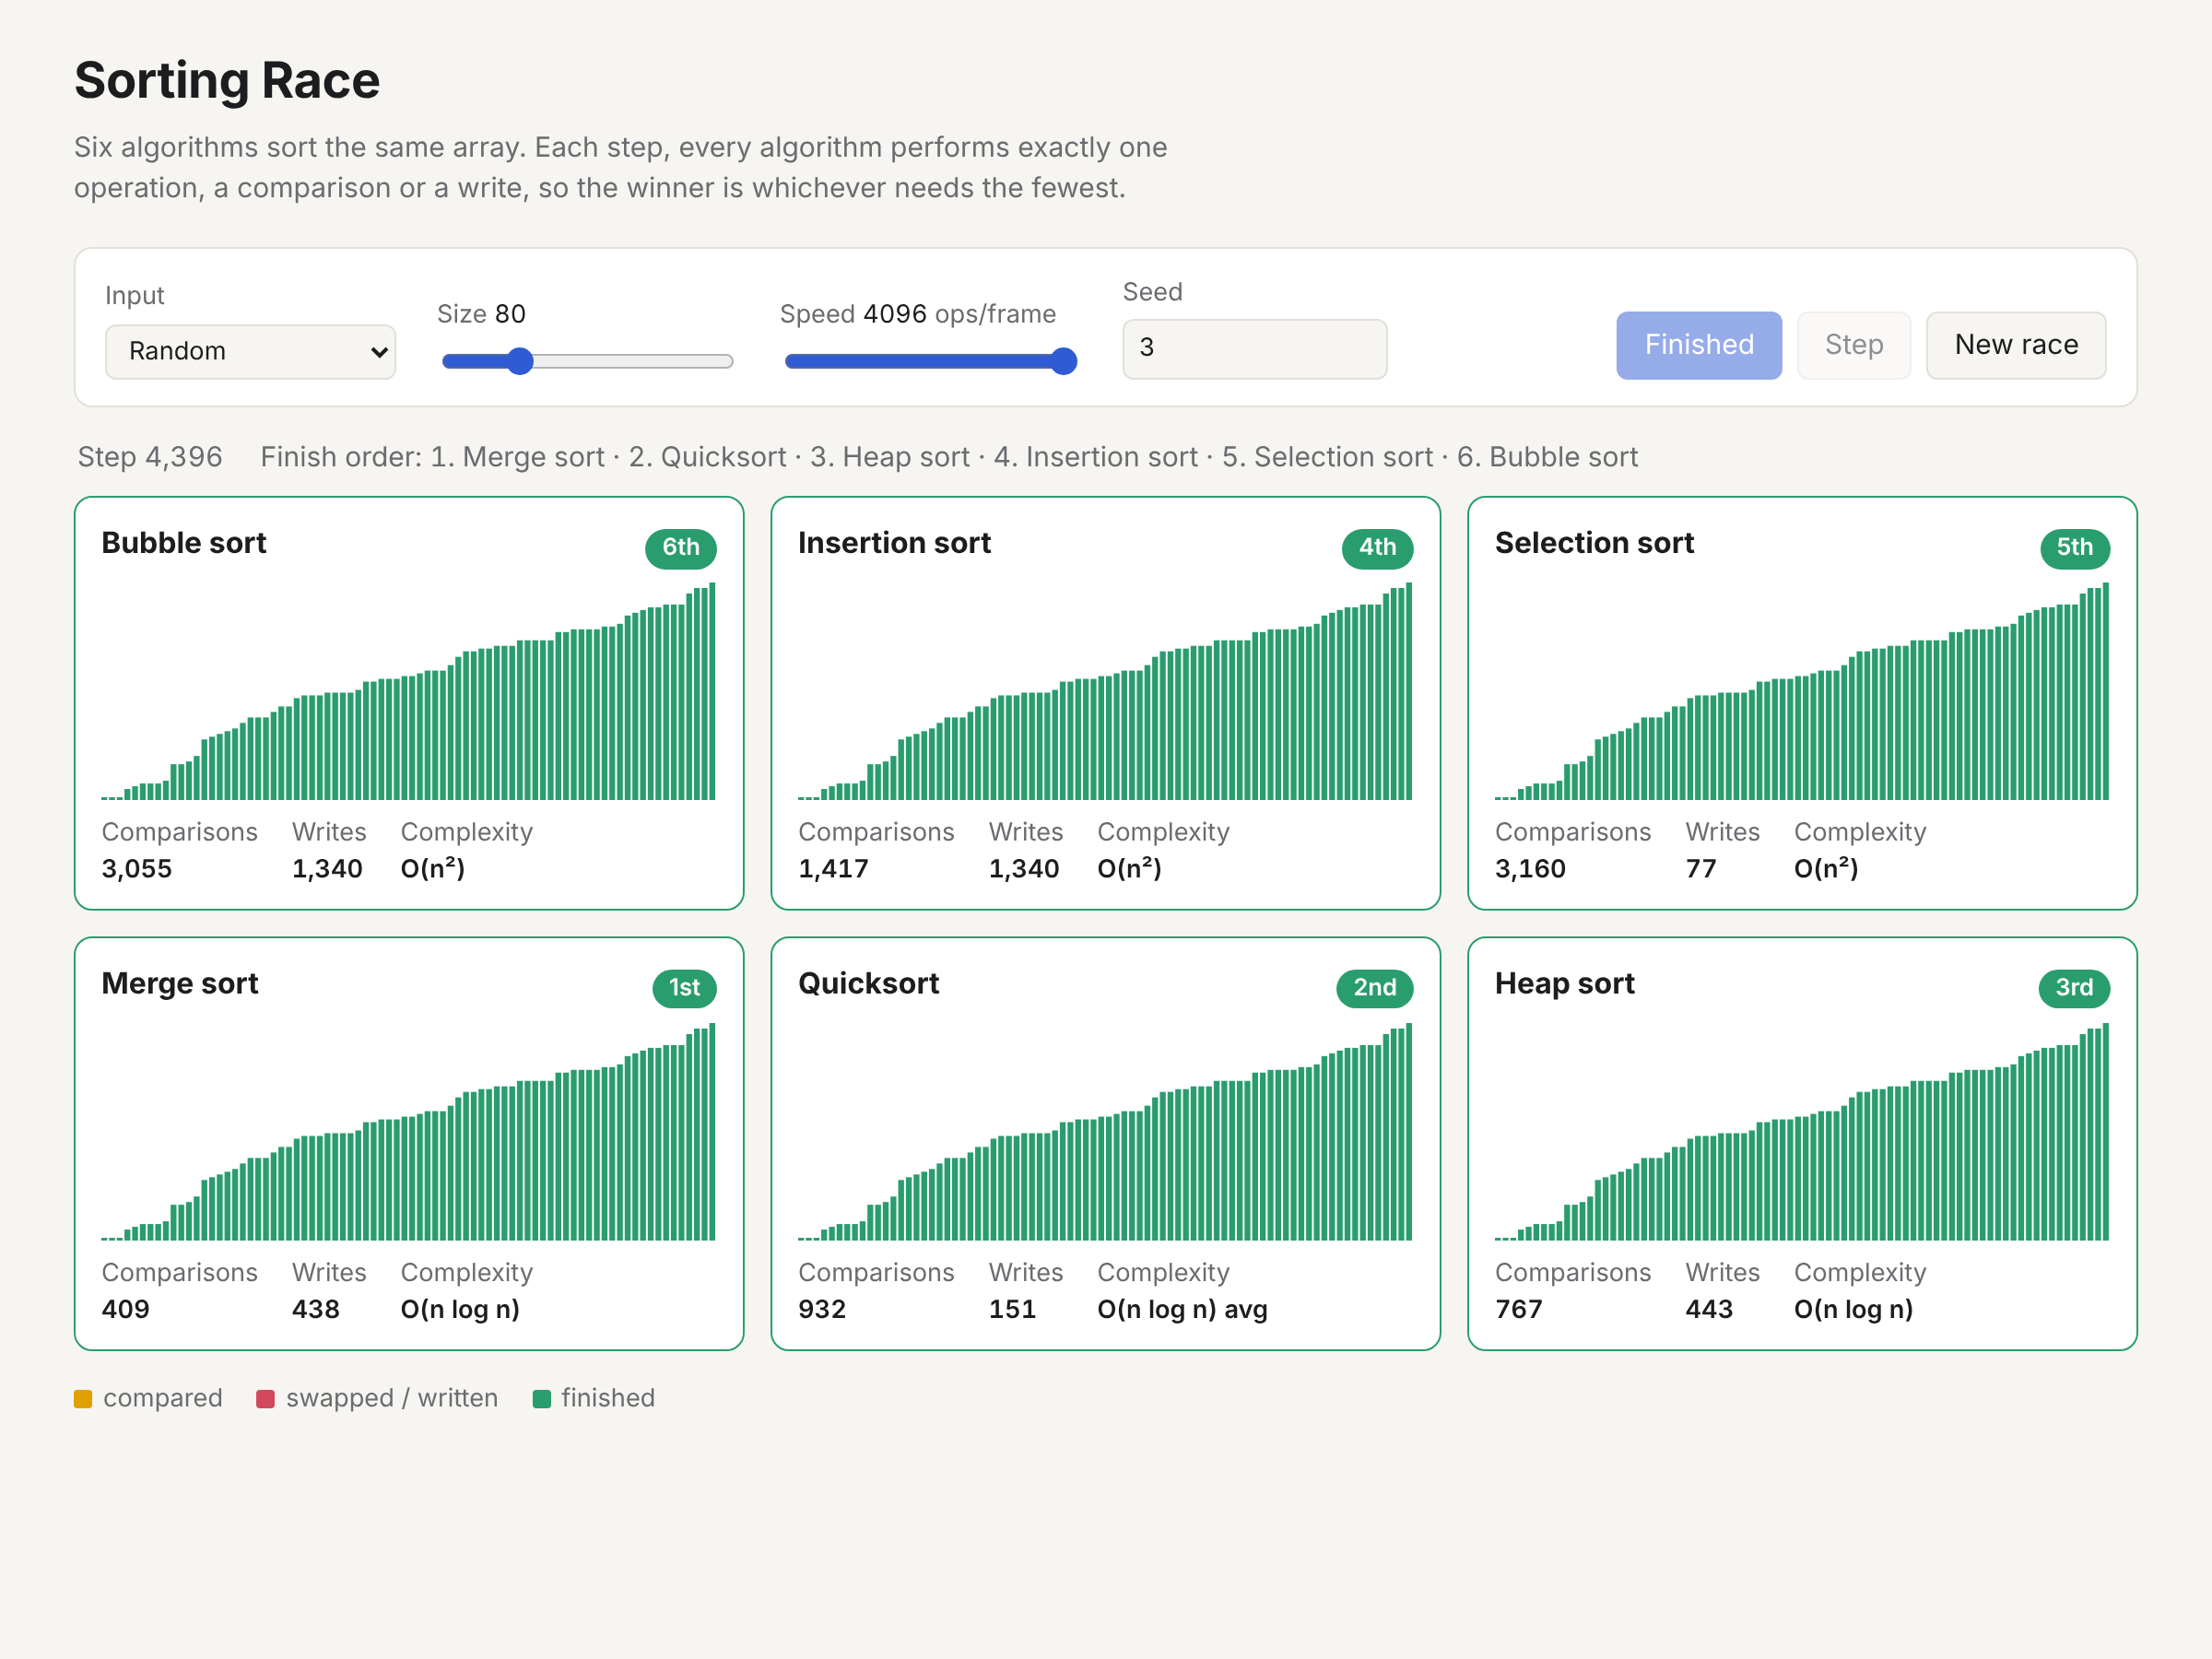 Sorting Race
Six algorithms sort the same array. Each step, every algorithm performs exactly one
operation, a comparison or a write, so the winner is whichever needs the fewest.
Input
Random
Size 80
Speed 4096 ops/frame
Seed
3
Finished
Step
New race
Step 4,396 Finish order: 1. Merge sort · 2. Quicksort · 3. Heap sort · 4. Insertion sort · 5. Selection sort · 6. Bubble sort
Bubble sort
6th
Comparisons Writes Complexity
3,055 1,340 O(n²)
Insertion sort
4th
Comparisons Writes Complexity
1,417 1,340 O(n²)
Selection sort
5th
Comparisons Writes Complexity
3,160 77 O(n²)
Merge sort
1st
Comparisons Writes Complexity
409 438 O(n log n)
Quicksort
2nd
Comparisons Writes Complexity
932 151 O(n log n) avg
Heap sort
3rd
Comparisons Writes Complexity
767 443 O(n log n)
compared swapped / written finished